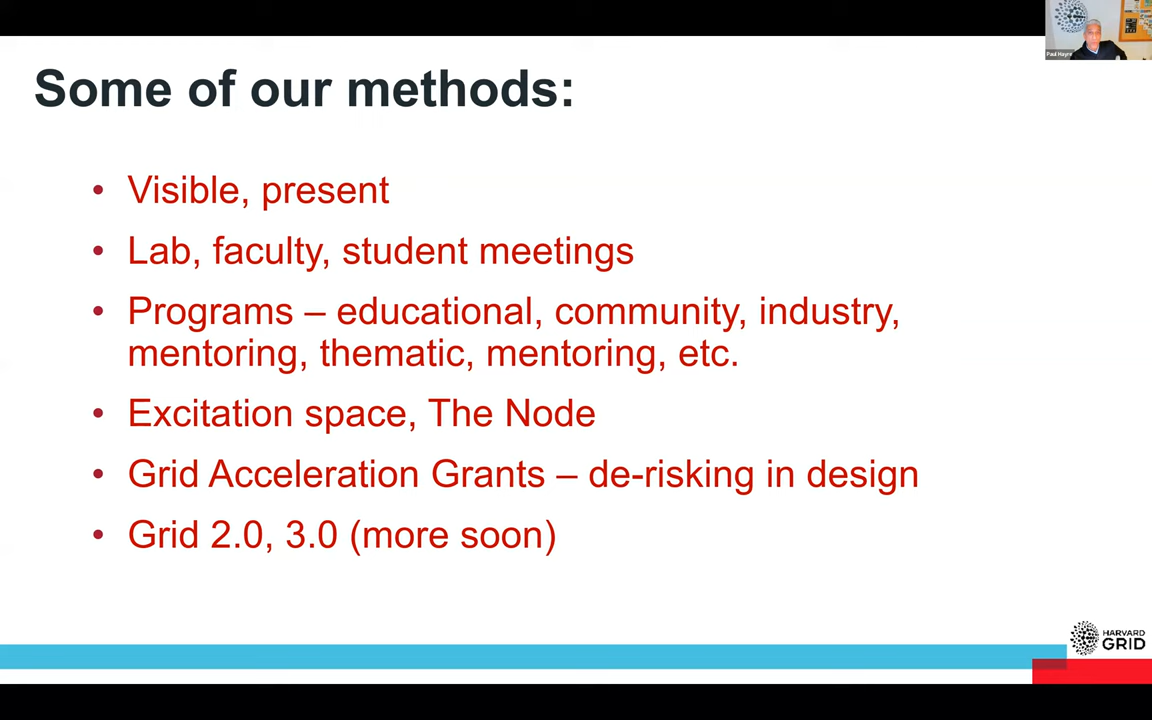 Some of our methods:
• Visible, present
• Lab, faculty, student meetings
• Programs – educational, community, industry,
mentoring, thematic, mentoring, etc.
• Excitation space, The Node
• Grid Acceleration Grants – de-risking in design
• Grid 2.0, 3.0 (more soon)
HARVARD
GRID
Paul Hayre